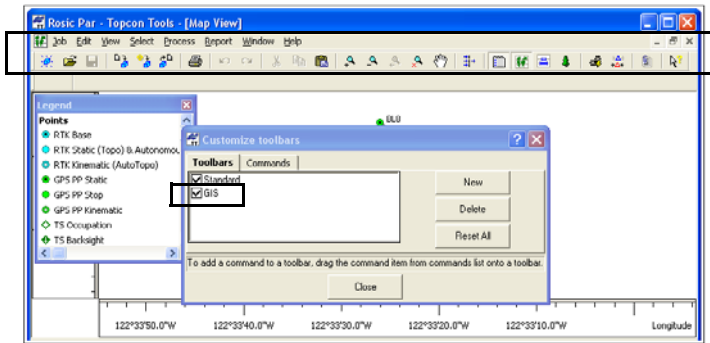 Rosic Par - Topcon Tools - [Map View]
Job Edit View Select Process Report Window Help
Legend
Points
RTK Base
RTK Static (Topo) & Autonomou
RTK Kinematic (AutoTopo)
GPS PP Static
GPS PP Stop
GPS PP Kinematic
TS Occupation
TS Backsight
Customize toolbars
Toolbars Commands
Standard
GIS
New
Delete
Reset All
To add a command to a toolbar, drag the command item from commands list onto a toolbar.
Close
122°33'50.0"W 122°33'40.0"W 122°33'30.0"W 122°33'20.0"W 122°33'10.0"W Longitude